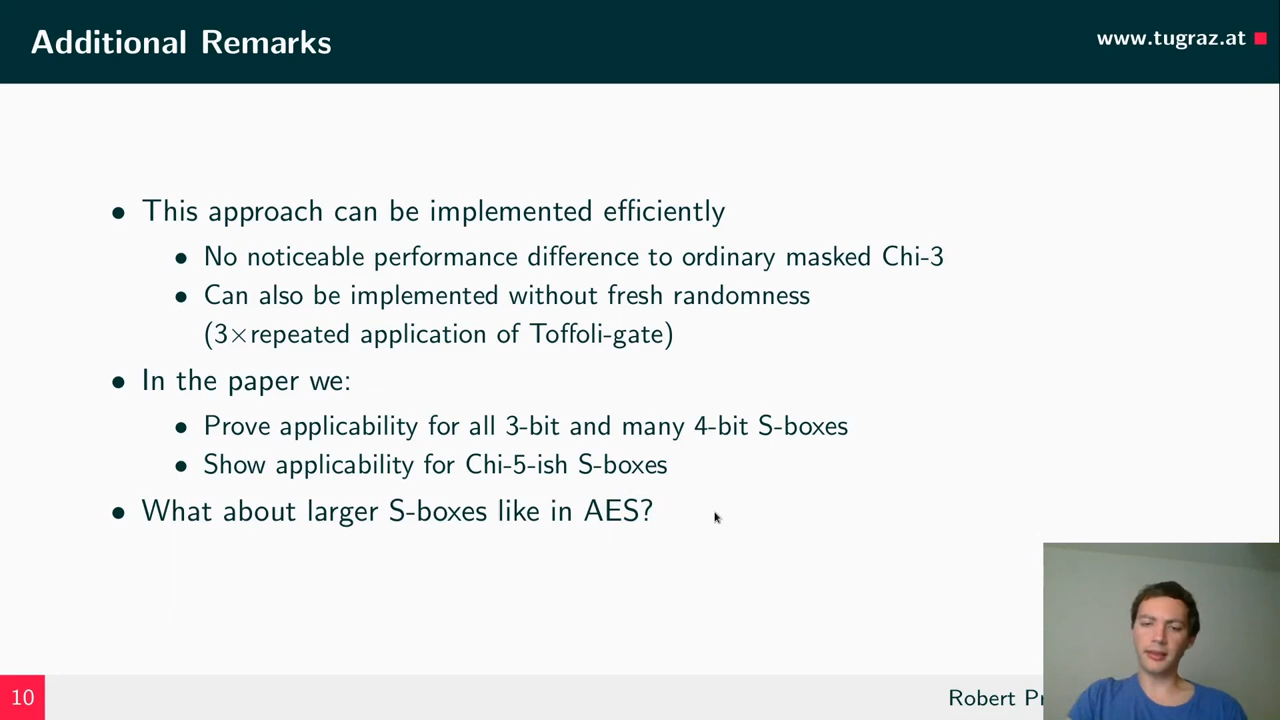 Additional Remarks
www.tugraz.at
• This approach can be implemented efficiently
• No noticeable performance difference to ordinary masked Chi-3
• Can also be implemented without fresh randomness
(3×repeated application of Toffoli-gate)
• In the paper we:
• Prove applicability for all 3-bit and many 4-bit S-boxes
• Show applicability for Chi-5-ish S-boxes
• What about larger S-boxes like in AES?
10
Robert